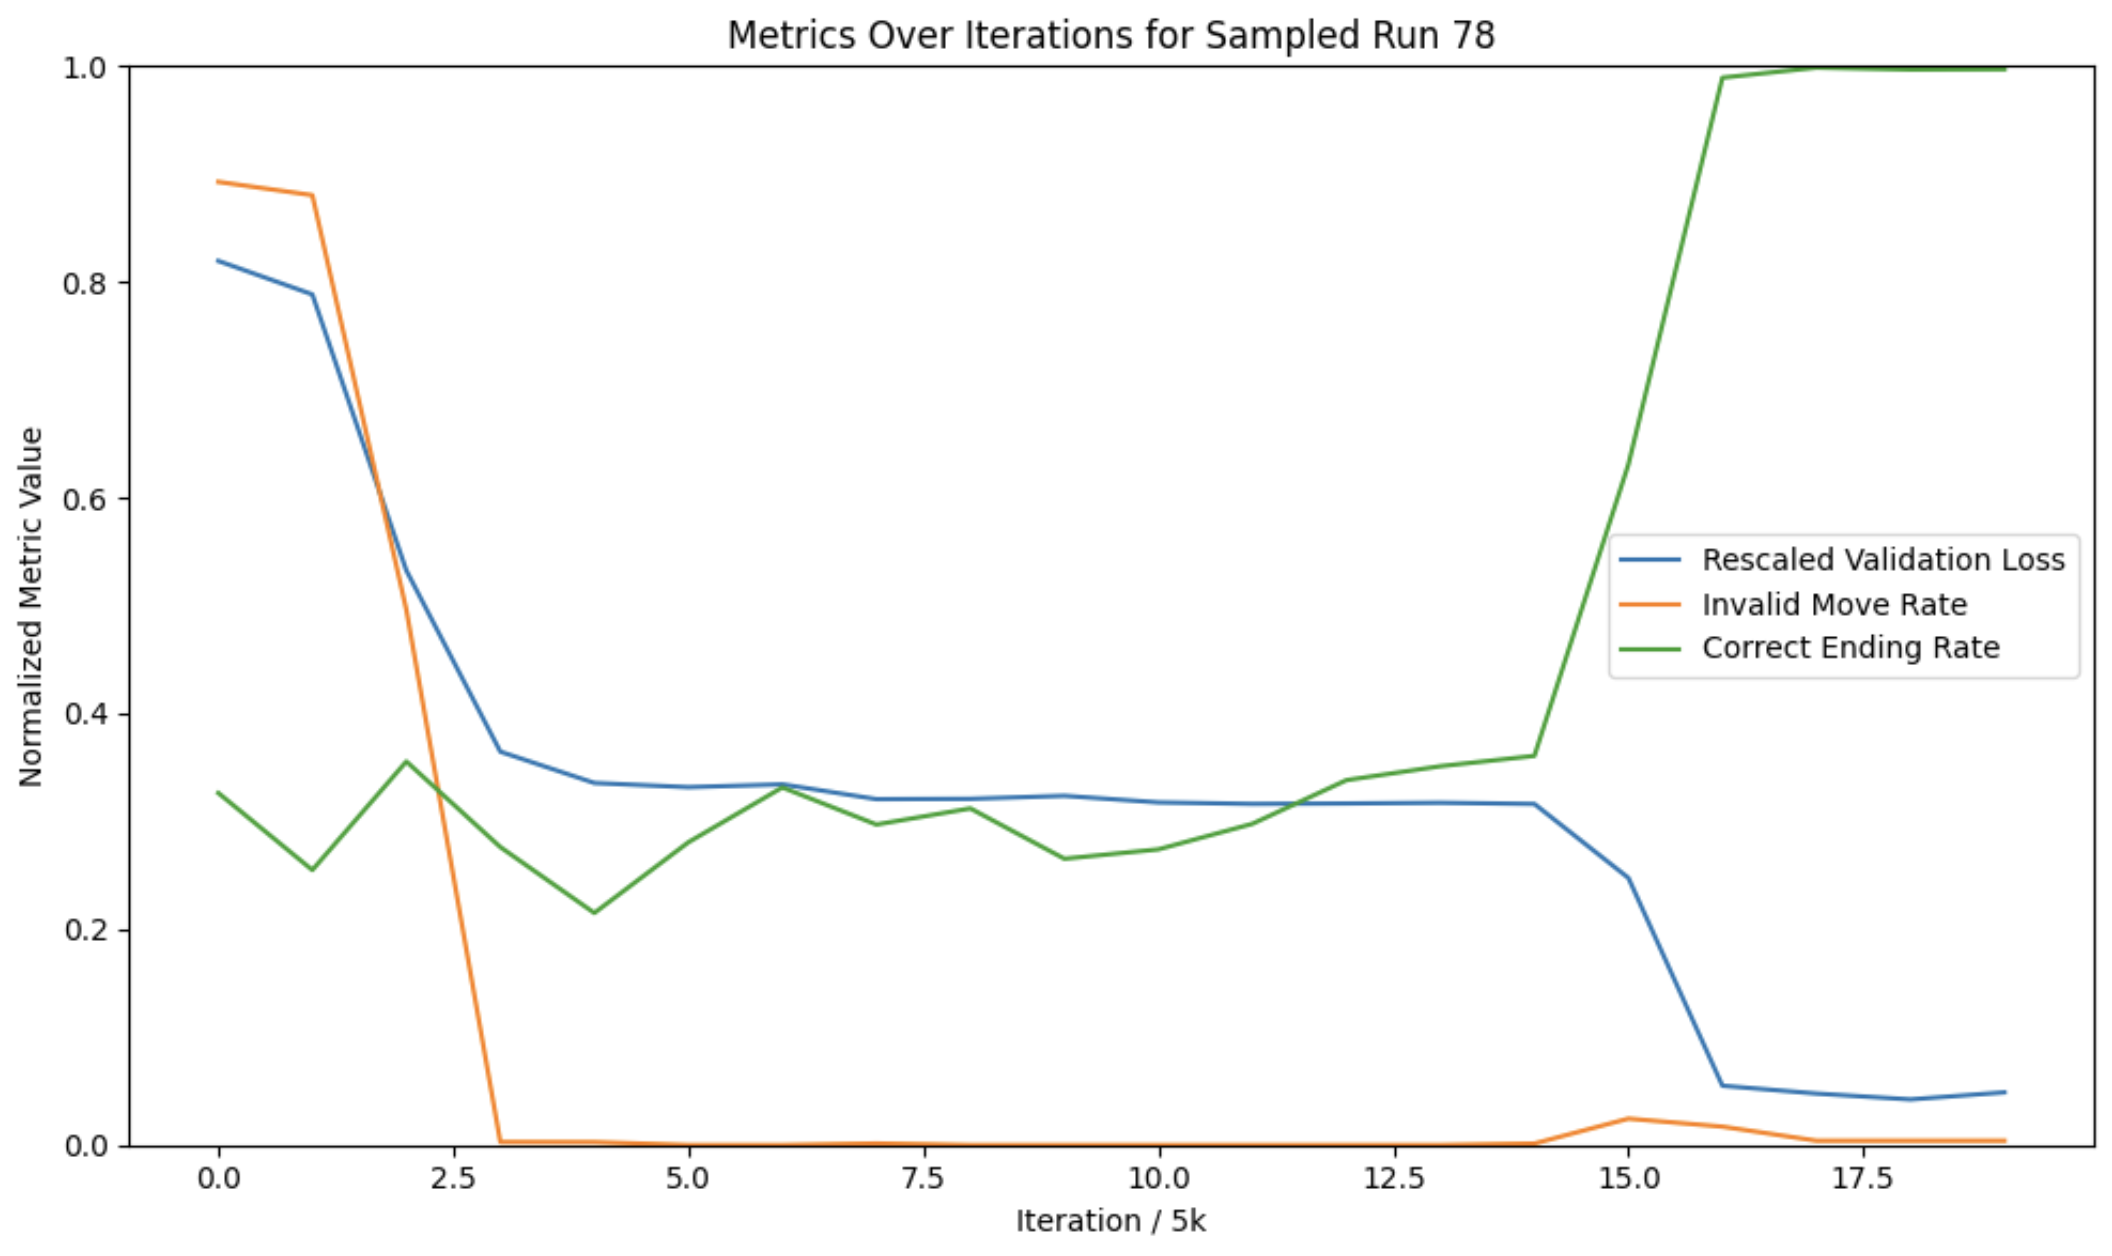 Metrics Over Iterations for Sampled Run 78
Normalized Metric Value
1.0
0.8
0.6
0.4
0.2
0.0
Rescaled Validation Loss
Invalid Move Rate
Correct Ending Rate
0.0 2.5 5.0 7.5 10.0 12.5 15.0 17.5
Iteration / 5k